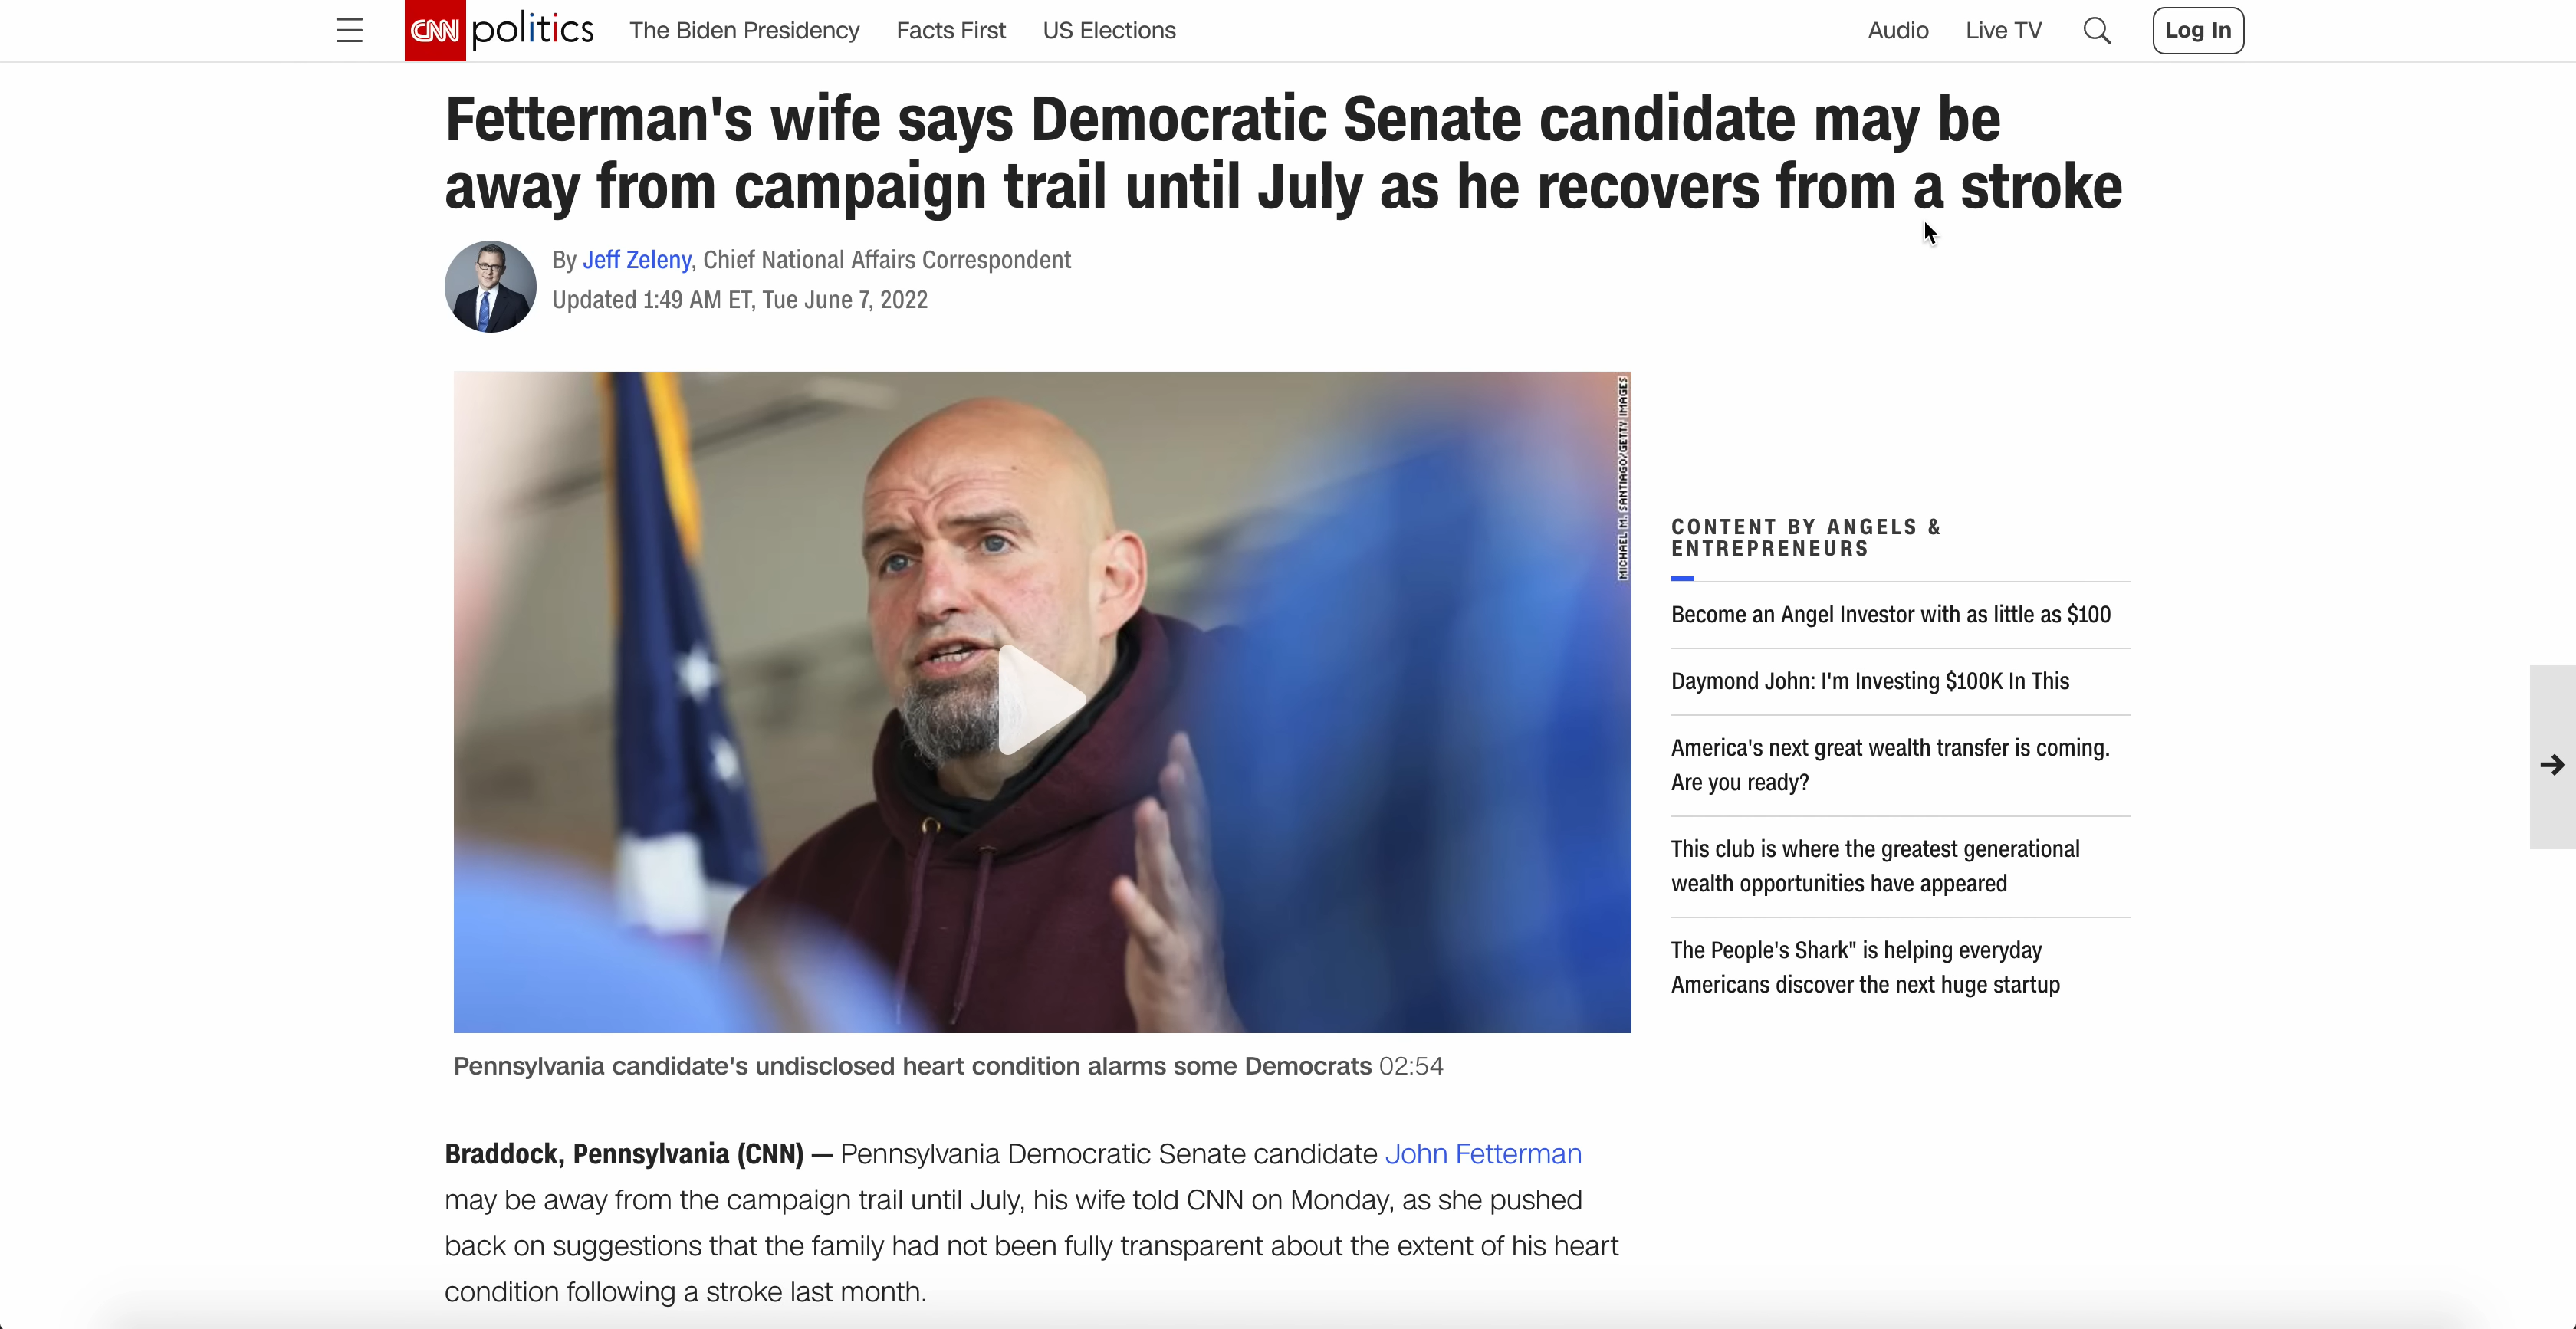 CNN politics The Biden Presidency Facts First US Elections Audio Live TV Log In
Fetterman's wife says Democratic Senate candidate may be
away from campaign trail until July as he recovers from a stroke
By Jeff Zeleny, Chief National Affairs Correspondent
Updated 1:49 AM ET, Tue June 7, 2022
MICHAEL M. SANTIAGO/GETTY IMAGES
Pennsylvania candidate's undisclosed heart condition alarms some Democrats 02:54
Braddock, Pennsylvania (CNN) — Pennsylvania Democratic Senate candidate John Fetterman
may be away from the campaign trail until July, his wife told CNN on Monday, as she pushed
back on suggestions that the family had not been fully transparent about the extent of his heart
condition following a stroke last month.
CONTENT BY ANGELS &
ENTREPRENEURS
Become an Angel Investor with as little as $100
Daymond John: I'm Investing $100K In This
America's next great wealth transfer is coming.
Are you ready?
This club is where the greatest generational
wealth opportunities have appeared
The People's Shark" is helping everyday
Americans discover the next huge startup